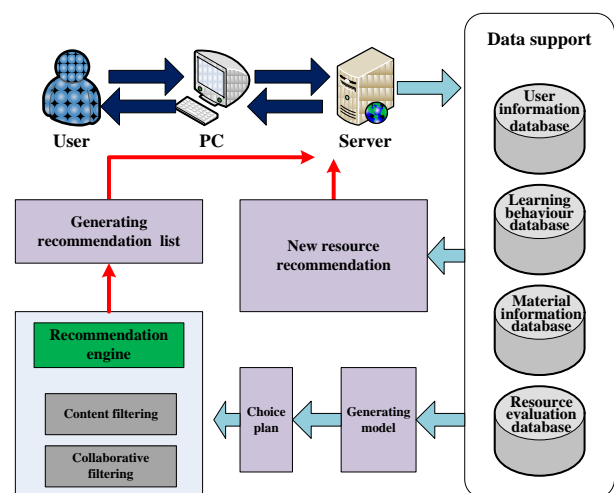 Data support
User
PC
Server
User
information
database
Learning
behaviour
database
Material
information
database
Resource
evaluation
database
Generating
recommendation list
New resource
recommendation
Recommendation
engine
Content filtering
Collaborative
filtering
Choice
plan
Generating
model